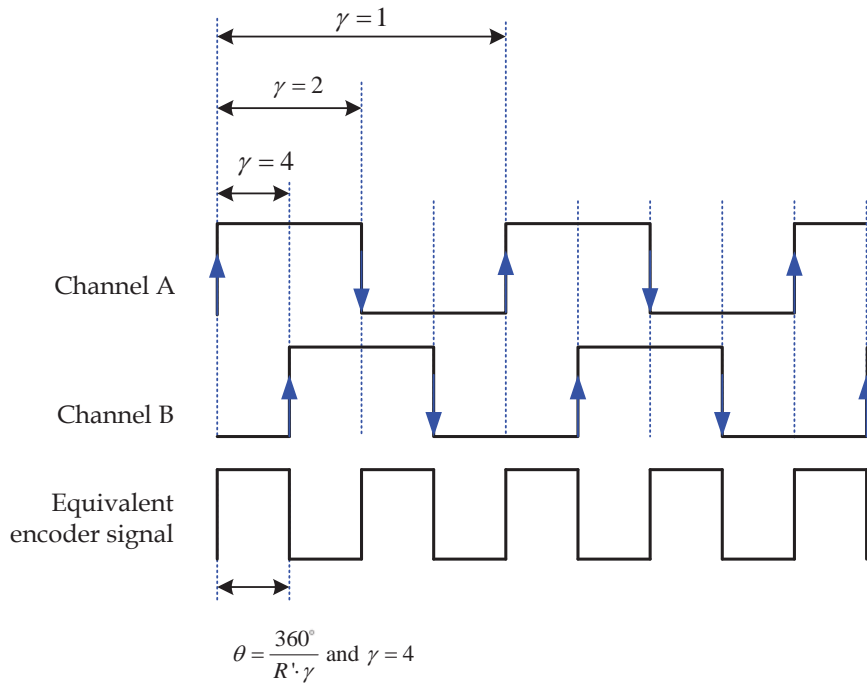 γ = 1
γ = 2
γ = 4
Channel A
Channel B
Equivalent
encoder signal
θ = 360° / R'·γ and γ = 4